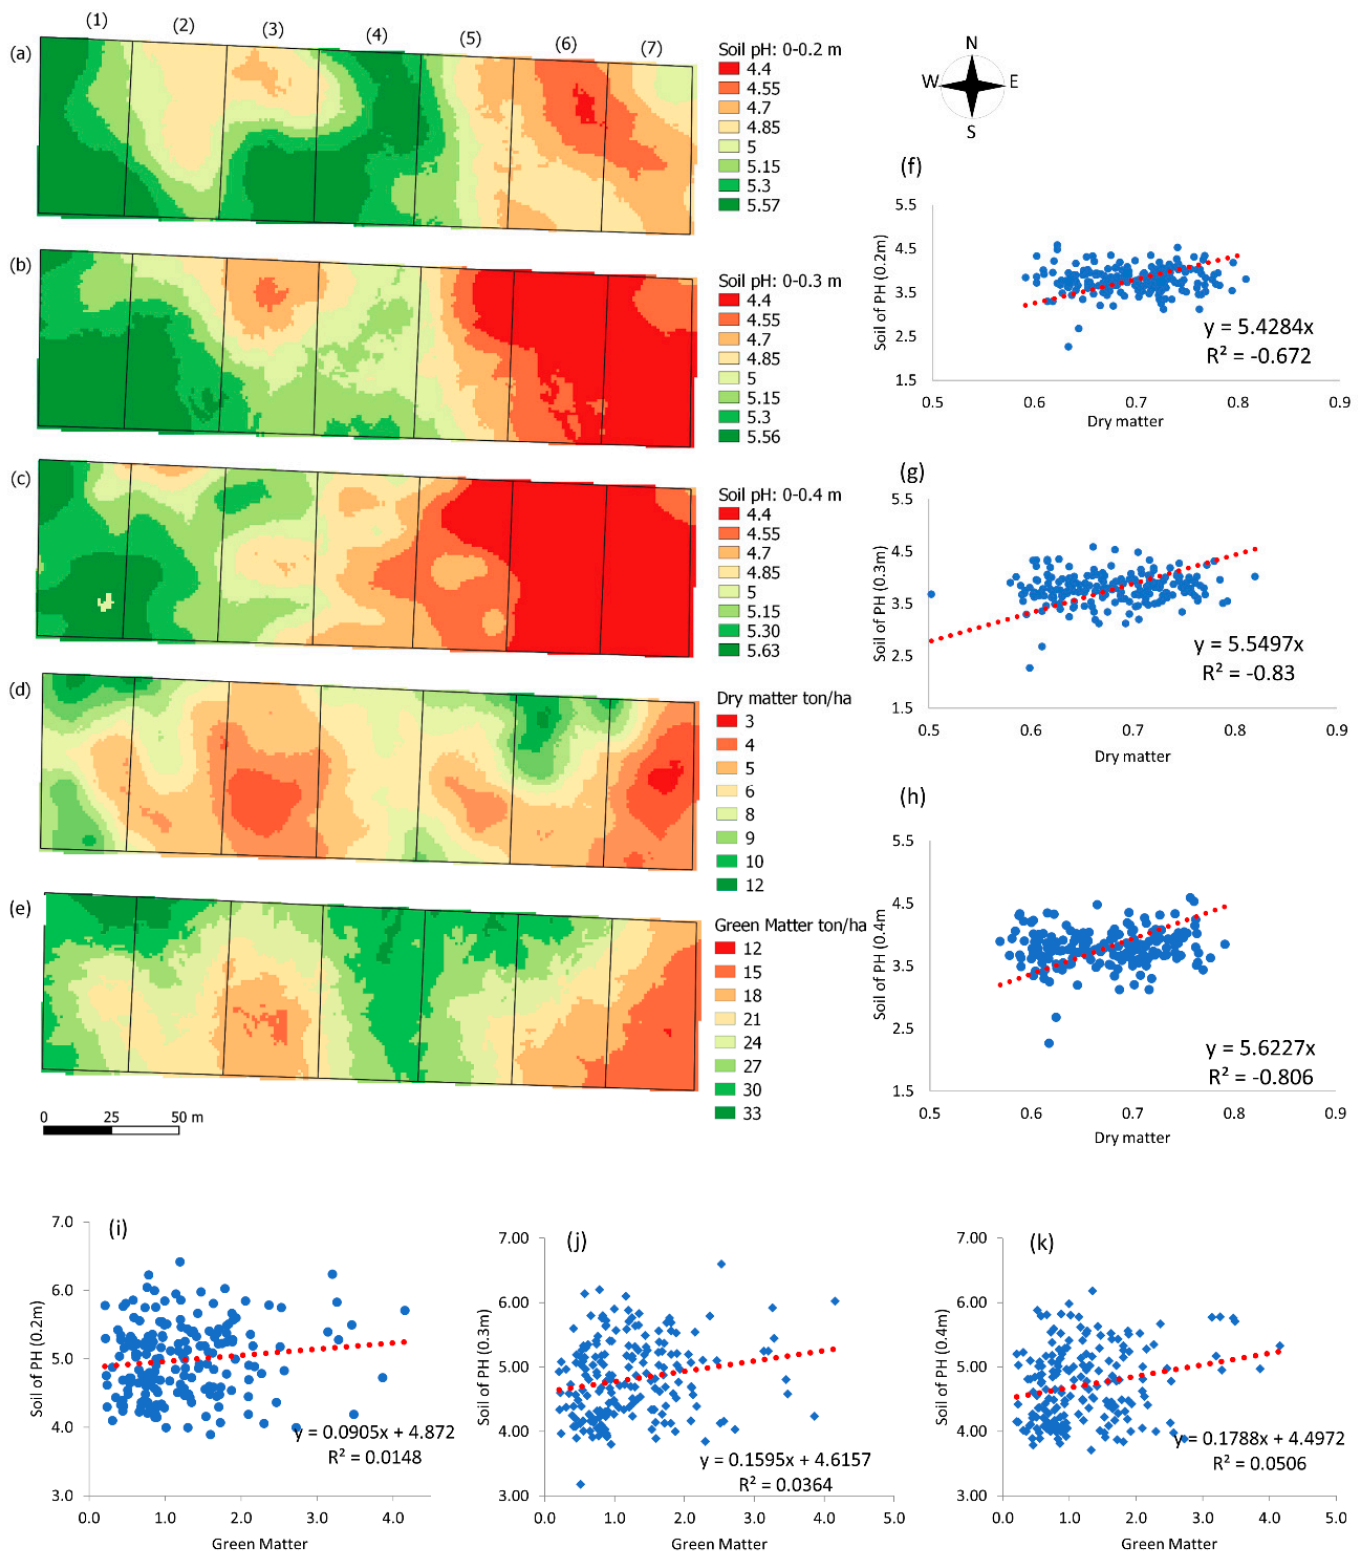 (1) (2) (3) (4) (5) (6) (7)
(a)
Soil pH: 0-0.2 m
4.4
4.55
4.7
4.85
5
5.15
5.3
5.57
N
W E
S
(b)
Soil pH: 0-0.3 m
4.4
4.55
4.7
4.85
5
5.15
5.3
5.56
(c)
Soil pH: 0-0.4 m
4.4
4.55
4.7
4.85
5
5.15
5.30
5.63
(d)
Dry matter ton/ha
3
4
5
6
8
9
10
12
(e)
Green Matter ton/ha
12
15
18
21
24
27
30
33
0 25 50 m
(f)
Soil of PH (0.2m)
5.5
4.5
3.5
2.5
1.5
y = 5.4284x
R² = -0.672
0.5 0.6 0.7 0.8 0.9
Dry matter
(g)
Soil of PH (0.3m)
5.5
4.5
3.5
2.5
1.5
y = 5.5497x
R² = -0.83
0.5 0.6 0.7 0.8 0.9
Dry matter
(h)
Soil of PH (0.4m
5.5
4.5
3.5
2.5
1.5
y = 5.6227x
R² = -0.806
0.5 0.6 0.7 0.8 0.9
Dry matter
(i)
Soil of PH (0.2m)
7.0
6.0
5.0
4.0
3.0
y = 0.0905x + 4.872
R² = 0.0148
0.0 1.0 2.0 3.0 4.0
Green Matter
(j)
Soil of PH (0.3m)
7.00
6.00
5.00
4.00
3.00
y = 0.1595x + 4.6157
R² = 0.0364
0.0 1.0 2.0 3.0 4.0 5.0
Green Matter
(k)
Soil of PH (0.4m)
7.00
6.00
5.00
4.00
3.00
y = 0.1788x + 4.4972
R² = 0.0506
0.0 1.0 2.0 3.0 4.0 5.0
Green Matter